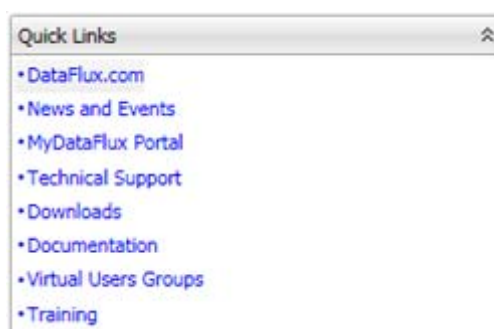 Quick Links
•DataFlux.com
•News and Events
•MyDataFlux Portal
•Technical Support
•Downloads
•Documentation
•Virtual Users Groups
•Training